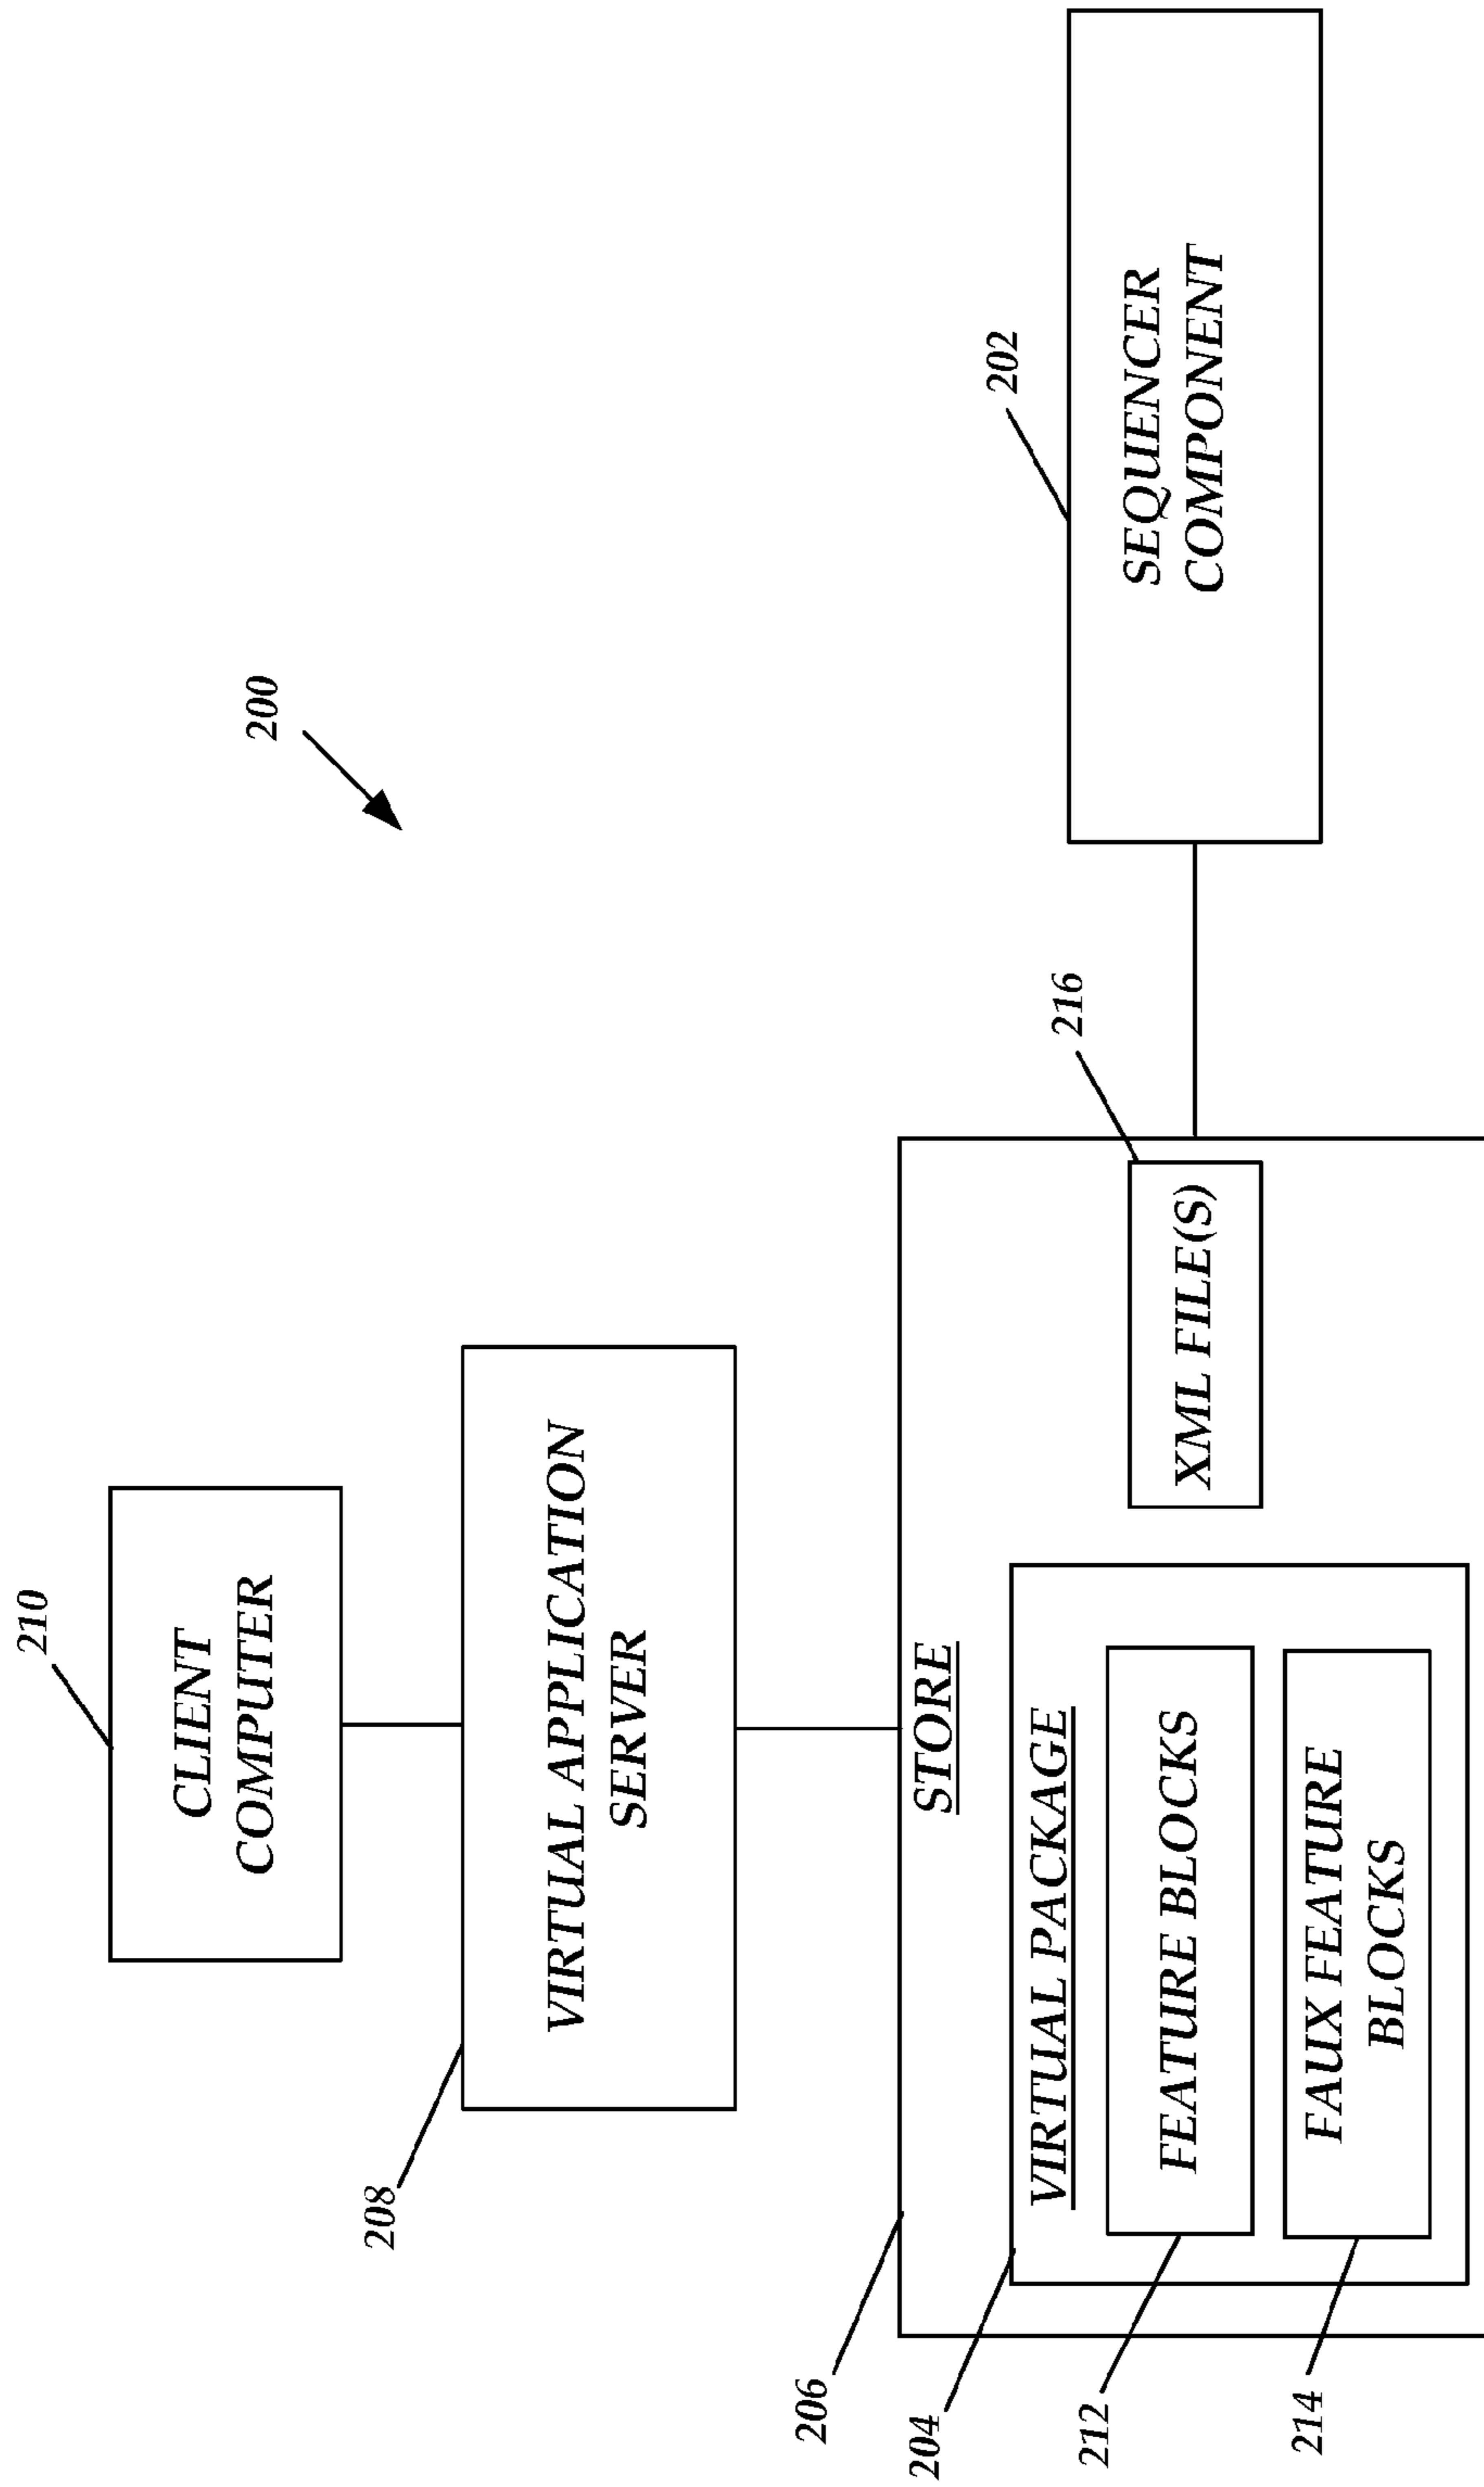 200
210
CLIENT
COMPUTER
208
VIRTUAL APPLICATION
SERVER
206
STORE
204
VIRTUAL PACKAGE
212
FEATURE BLOCKS
214
FAUX FEATURE
BLOCKS
216
XML FILE(S)
202
SEQUENCER
COMPONENT